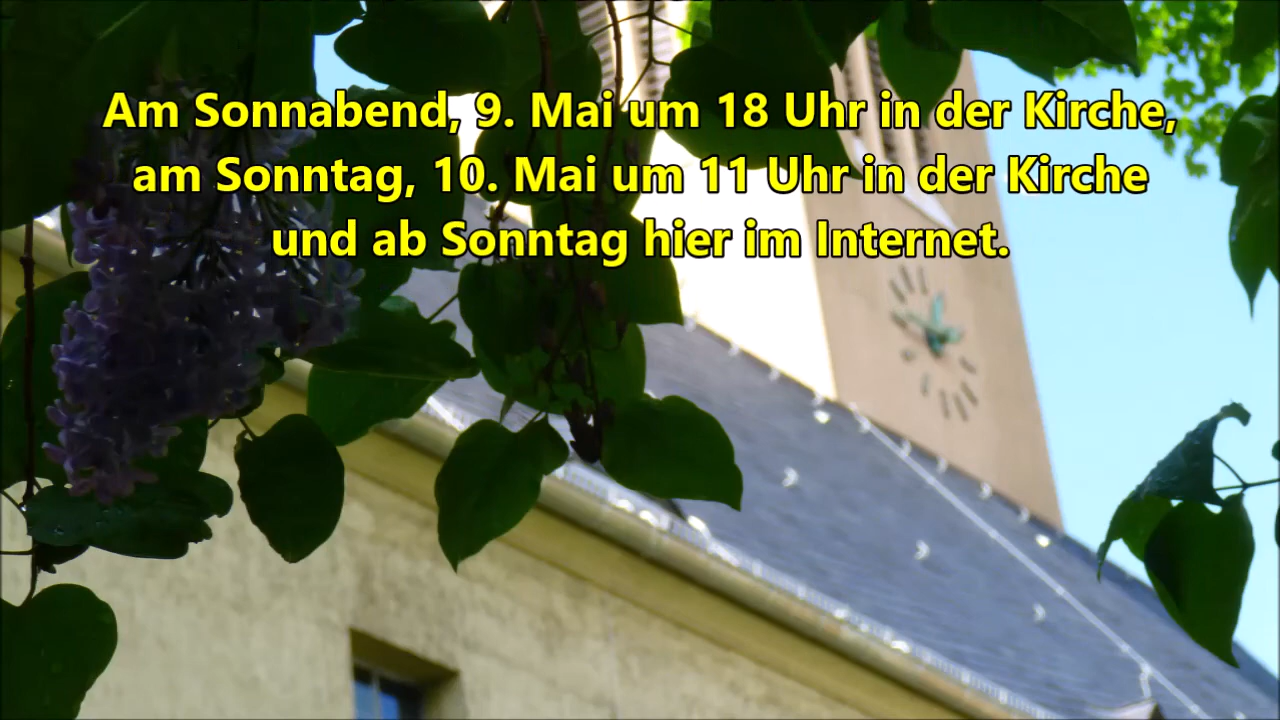 Am Sonnabend, 9. Mai um 18 Uhr in der Kirche,
am Sonntag, 10. Mai um 11 Uhr in der Kirche
und ab Sonntag hier im Internet.